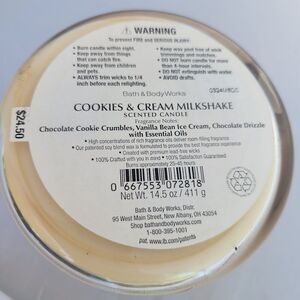 WARNING
TO PREVENT FIRE AND SERIOUS INJURY:
• Burn candle within sight.
• Keep away from things that can catch fire.
• Keep away from children and pets.
• ALWAYS trim wicks to 1/4 inch before each relighting.
• Keep wax pool free of wick trimmings and matches.
• DO NOT burn candle for more than
• DO NOT extinguish with water.
• AVOID drafts.
Bath & Body Works
COOKIES & CREAM MILKSHAKE
SCENTED CANDLE
Fragrance Notes:
Chocolate Cookie Crumbles, Vanilla Bean Ice Cream, Chocolate Drizzle
with Essential Oils
• High concentrations of rich fragrance oils deliver room-filling fragrance
• Our patented soy blend wax is formulated to provide the best fragrance experience
• Created with premium lead-free wicks
• 100% Crafted with you in mind • 100% Satisfaction Guaranteed
Burns approximately 25-45 hours
0 667553 072818
Net Wt. 14.5 oz / 411 g
Bath & Body Works, Distr.
95 West Main Street, New Albany, OH 43054
Shop bathandbodyworks.com
1-800-395-1001
pat. www.lb.com/patents
$24.50